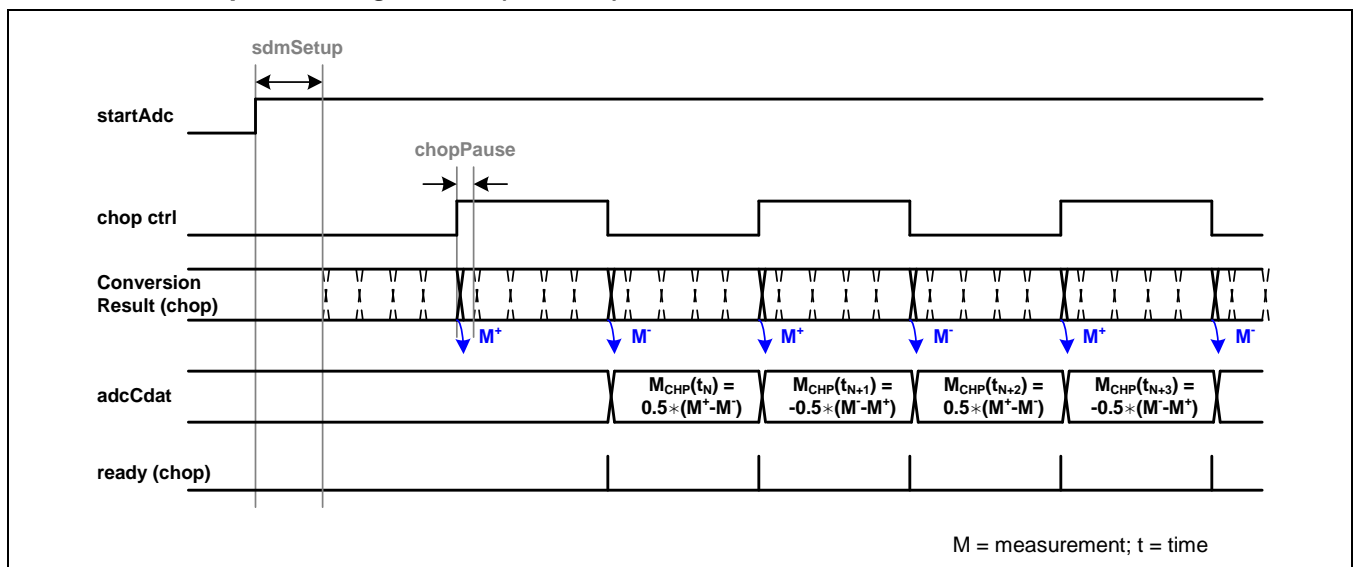 sdmSetup
startAdc
chopPause
chop ctrl
Conversion
Result (chop)
M+ M- M+ M- M+ M-
adcCdat
MCHP(tN) =
0.5∗(M+-M-)
MCHP(tN+1) =
-0.5∗(M--M+)
MCHP(tN+2) =
0.5∗(M+-M-)
MCHP(tN+3) =
-0.5∗(M--M+)
ready (chop)
M = measurement; t = time